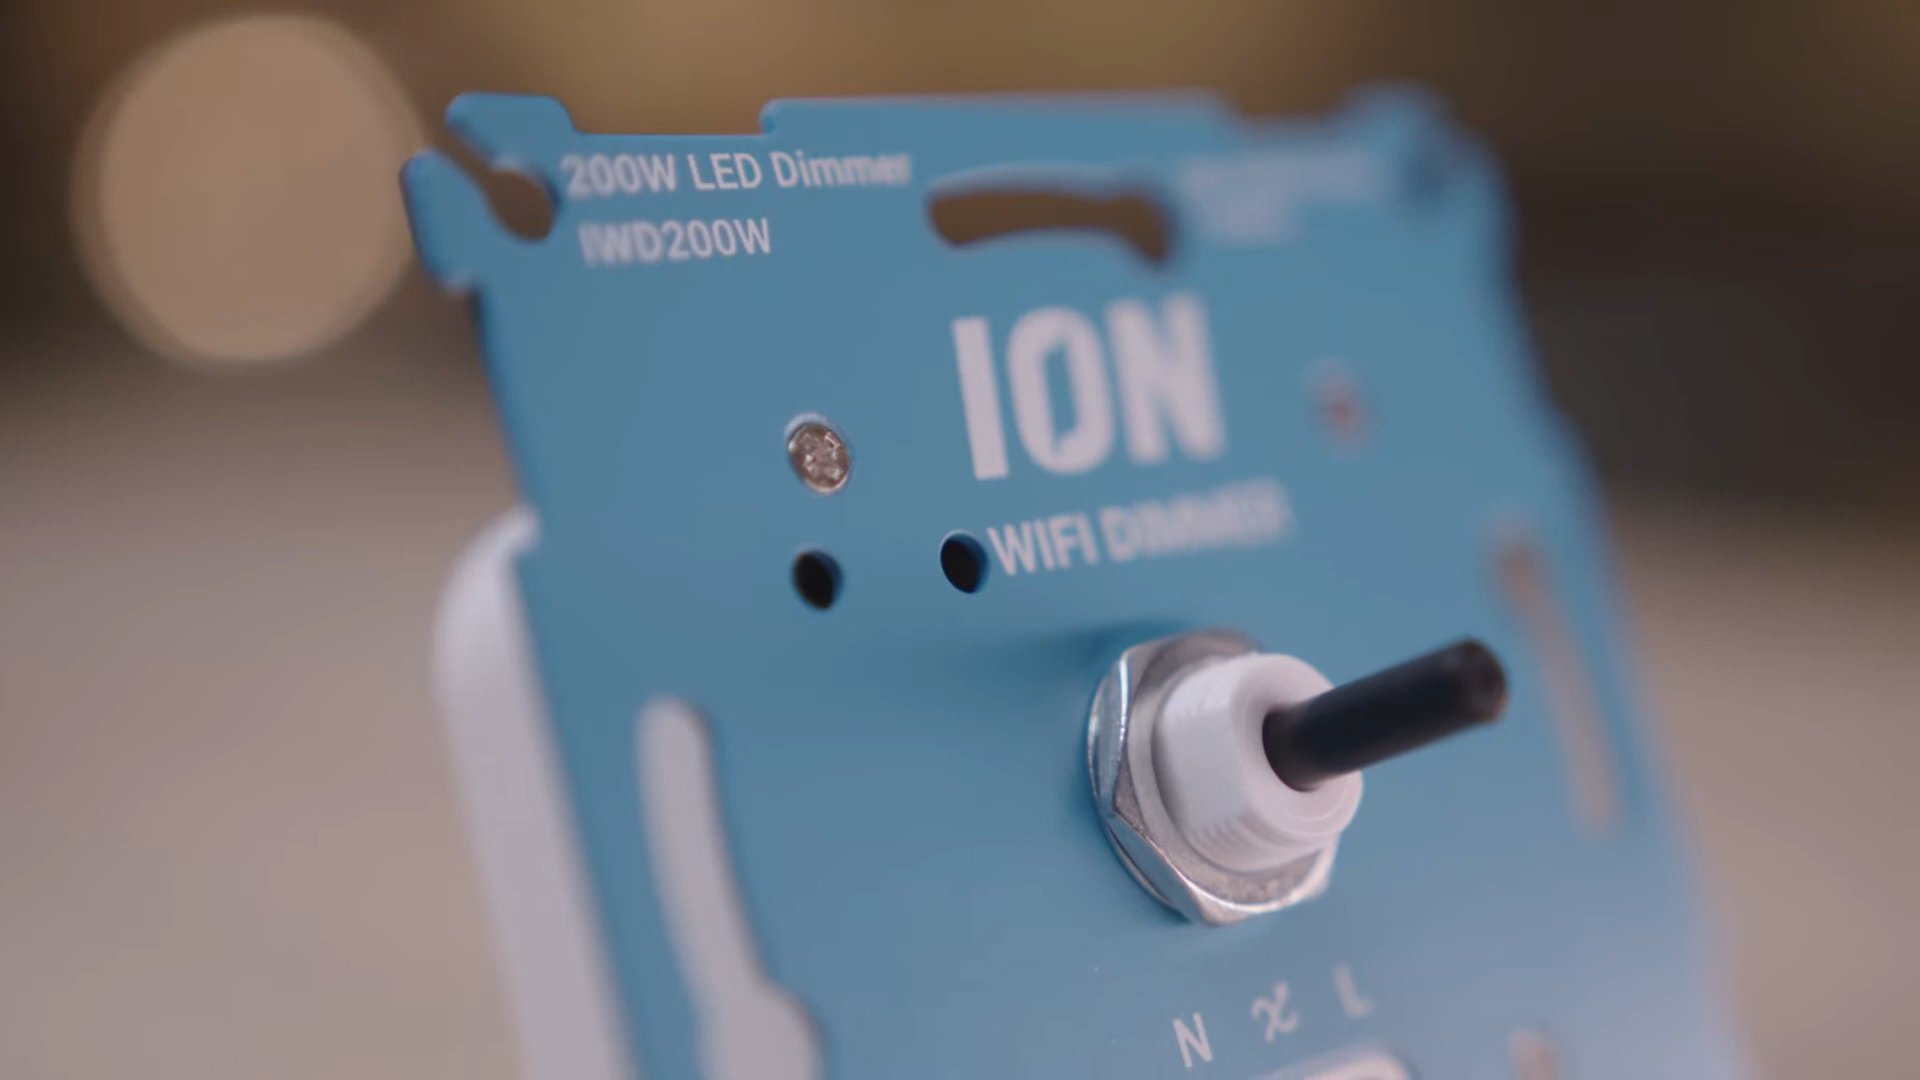 200W LED Dimmer
IWD200W
ION
WIFI DIMMER
N
L